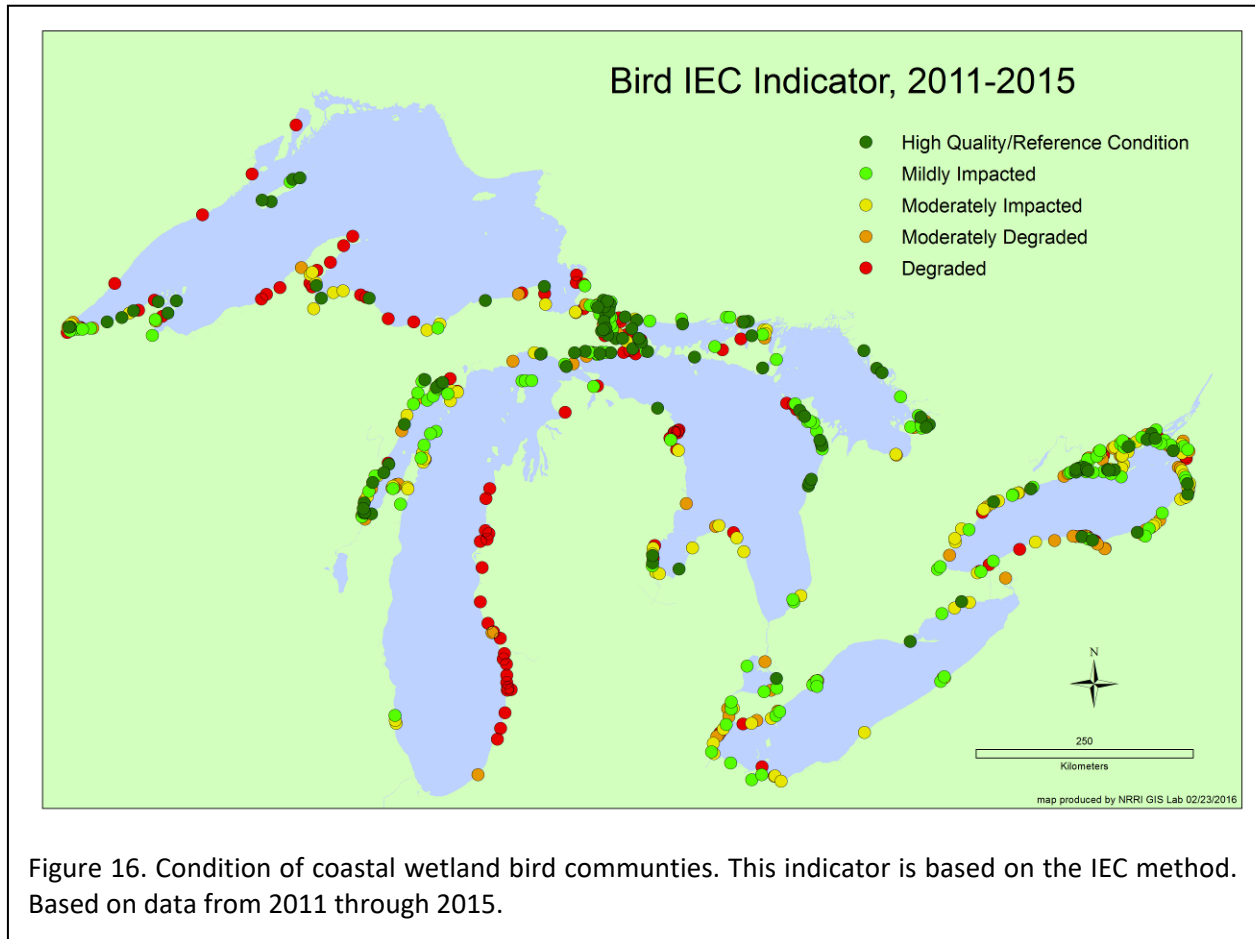 Bird IEC Indicator, 2011-2015
High Quality/Reference Condition
Mildly Impacted
Moderately Impacted
Moderately Degraded
Degraded
N
250
Kilometers
map produced by NRRI GIS Lab 02/23/2016
Figure 16. Condition of coastal wetland bird communties. This indicator is based on the IEC method.
Based on data from 2011 through 2015.